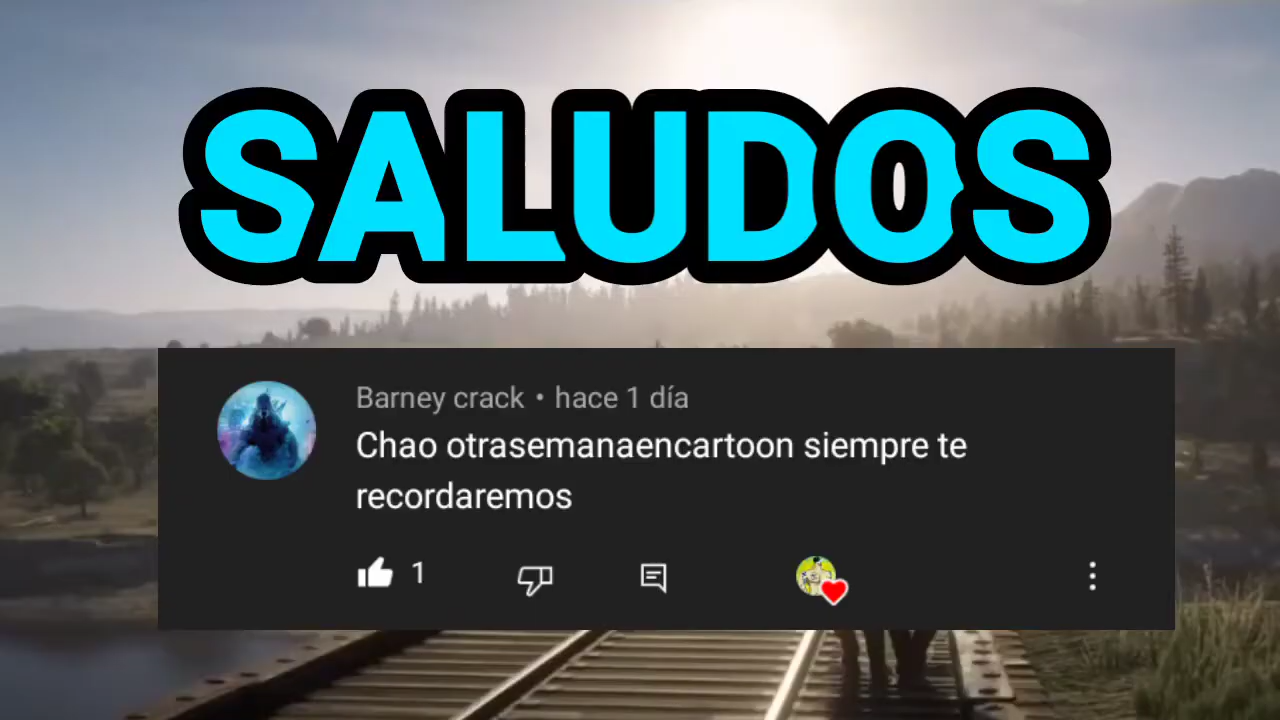 SALUDOS
Barney crack • hace 1 día
Chao otrasemanaencartoon siempre te
recordaremos
1